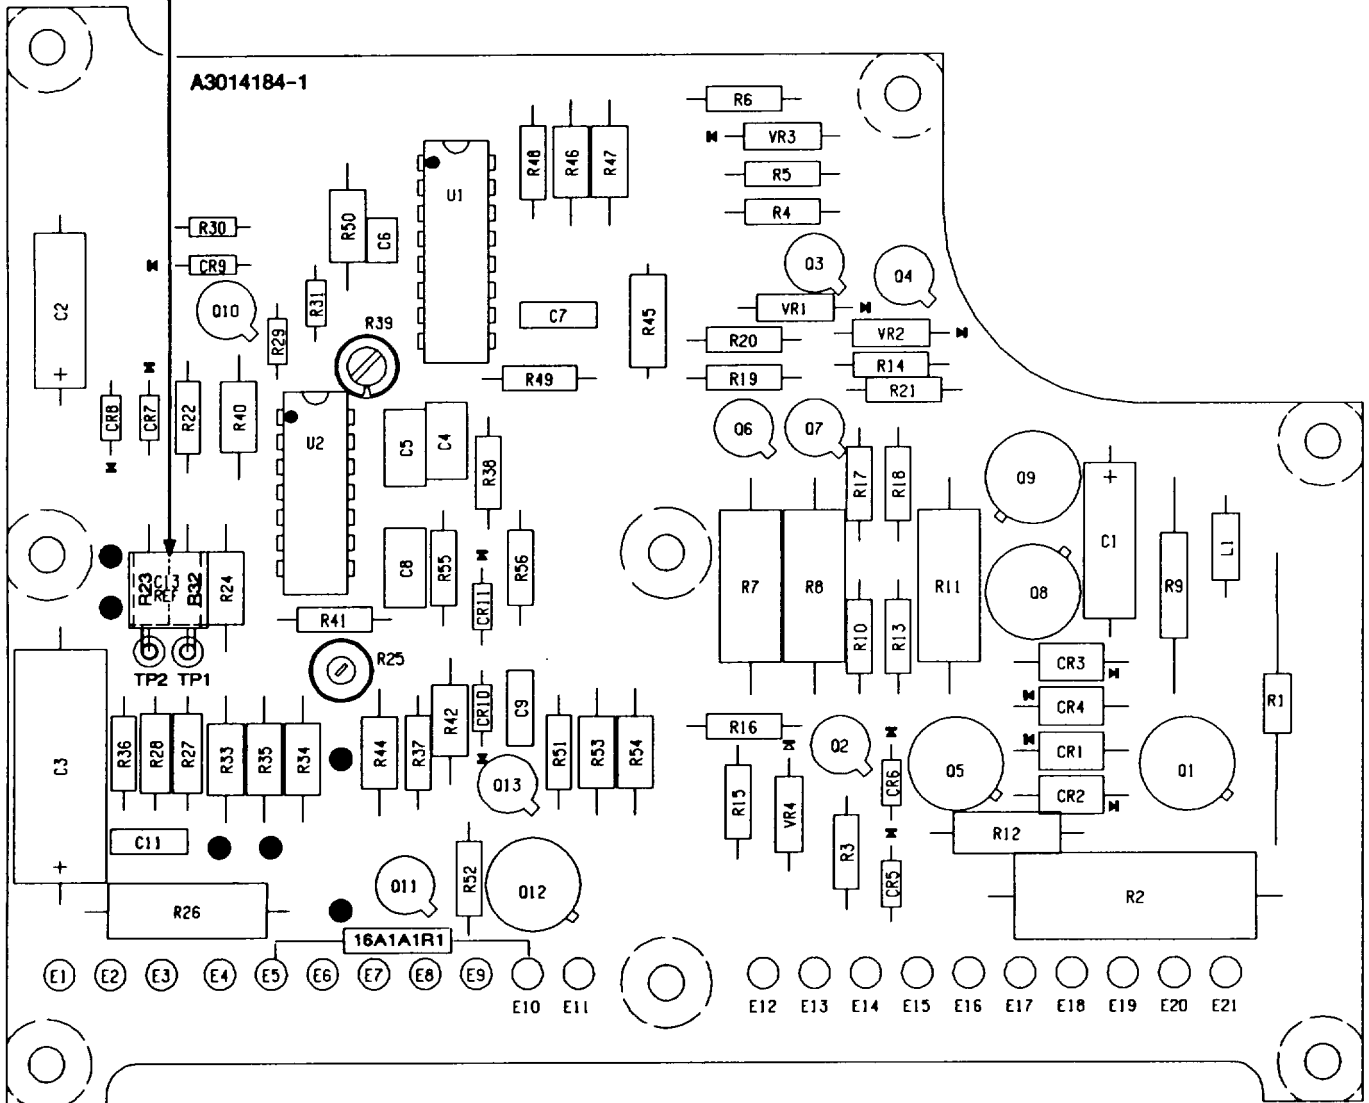 A3014184-1
R6
VR3
R48 R46 R47
R5
U1
R4
R50
C6
R30
CR9
Q3
Q4
C2
Q10
R31
VR1
C7
R45
R39
R29
VR2
R20
+
R14
R49
R19
R21
CR8 CR7 R22 R40
U2
C5 C4
Q6 Q7
R38
R17 R18
Q9
+
C1
L1
R23 C13 REF R32 R24
C8 R55
R56
R7 R8
R11
R9
Q8
CR11
R41
R10 R13
R25
CR3
TP2 TP1
CR4
R42 CR10 C9
R1
R16
C3
R36 R28 R27 R33 R35 R34
R44 R37
R51 R53 R54
Q2
CR1
Q5
Q1
Q13
CR6
CR2
R15 VR4
C11
R12
R3
+
R52
Q11
Q12
CR5
R2
R26
16A1A1R1
E1 E2 E3 E4 E5 E6 E7 E8 E9
E10 E11 E12 E13 E14 E15 E16 E17 E18 E19 E20 E21